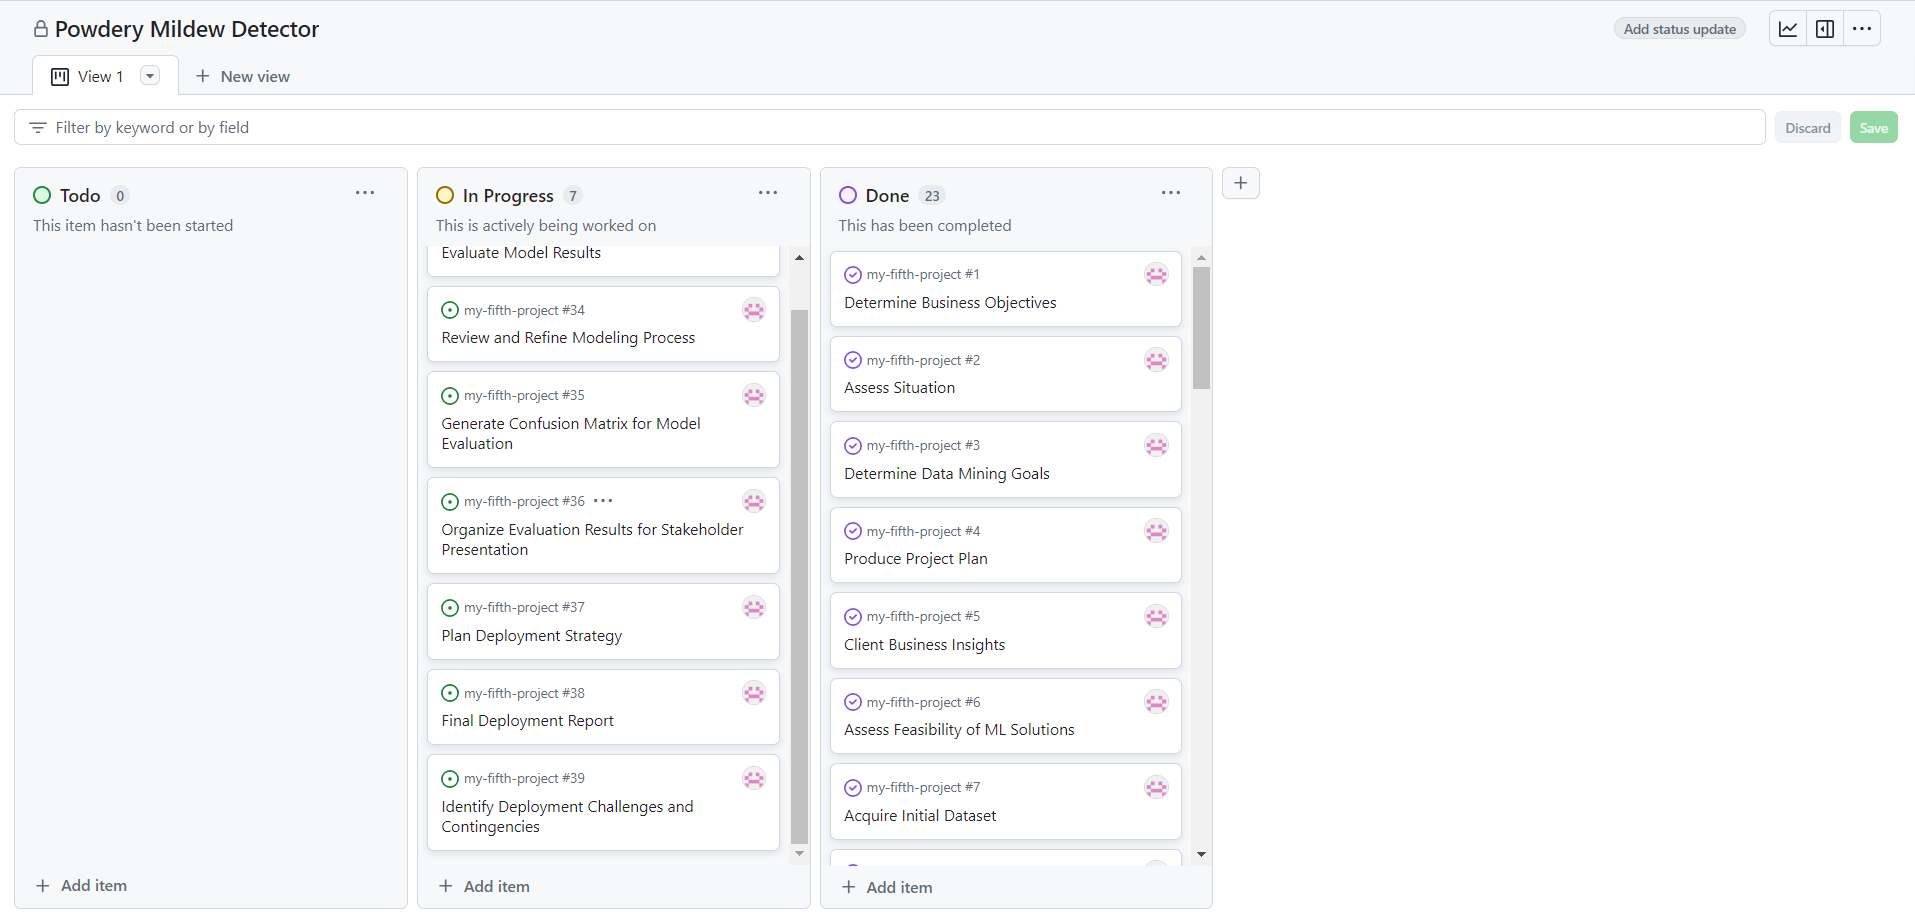 Powdery Mildew Detector
Add status update
View 1
New view
Filter by keyword or by field
Discard
Save
Todo 0
This item hasn't been started
Add item
In Progress 7
This is actively being worked on
Evaluate Model Results
my-fifth-project #34
Review and Refine Modeling Process
my-fifth-project #35
Generate Confusion Matrix for Model
Evaluation
my-fifth-project #36
Organize Evaluation Results for Stakeholder
Presentation
my-fifth-project #37
Plan Deployment Strategy
my-fifth-project #38
Final Deployment Report
my-fifth-project #39
Identify Deployment Challenges and
Contingencies
Add item
Done 23
This has been completed
my-fifth-project #1
Determine Business Objectives
my-fifth-project #2
Assess Situation
my-fifth-project #3
Determine Data Mining Goals
my-fifth-project #4
Produce Project Plan
my-fifth-project #5
Client Business Insights
my-fifth-project #6
Assess Feasibility of ML Solutions
my-fifth-project #7
Acquire Initial Dataset
Add item